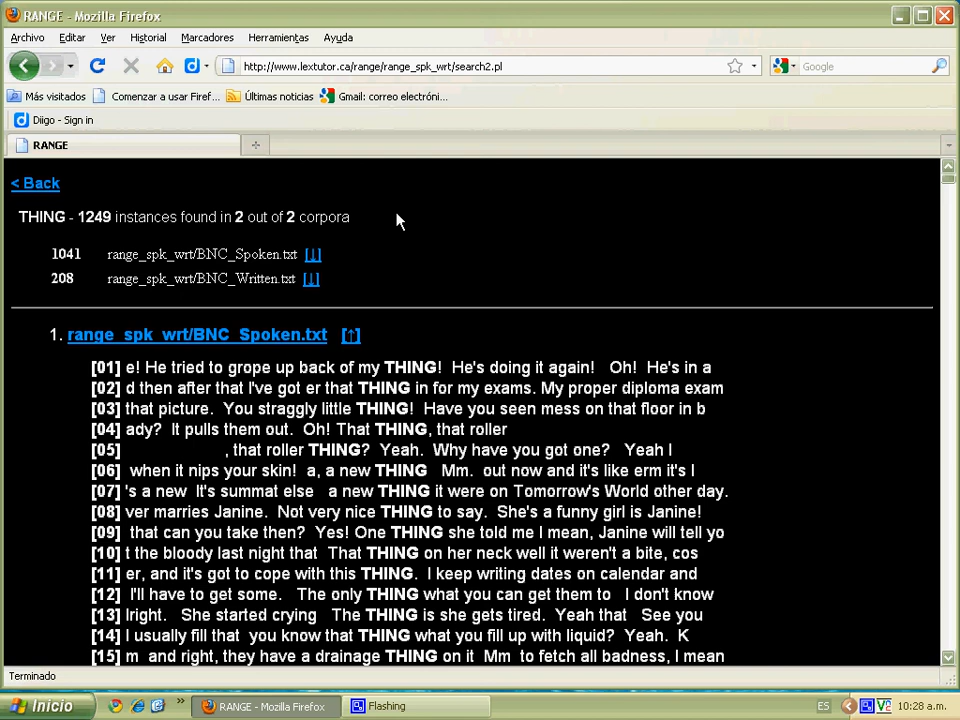 RANGE - Mozilla Firefox
Archivo Editar Ver Historial Marcadores Herramientas Ayuda
http://www.lextutor.ca/range/range_spk_wrt/search2.pl
Google
Más visitados Comenzar a usar Firef... Últimas noticias Gmail: correo electróni...
Diigo - Sign in
RANGE
< Back
THING - 1249 instances found in 2 out of 2 corpora
1041 range_spk_wrt/BNC_Spoken.txt [↓]
208 range_spk_wrt/BNC_Written.txt [↓]
1. range_spk_wrt/BNC_Spoken.txt [↑]
[01] e! He tried to grope up back of my THING! He's doing it again! Oh! He's in a
[02] d then after that I've got er that THING in for my exams. My proper diploma exam
[03] that picture. You straggly little THING! Have you seen mess on that floor in b
[04] ady? It pulls them out. Oh! That THING, that roller
[05] , that roller THING? Yeah. Why have you got one? Yeah I
[06] when it nips your skin! a, a new THING Mm. out now and it's like erm it's l
[07] 's a new It's summat else a new THING it were on Tomorrow's World other day.
[08] ver marries Janine. Not very nice THING to say. She's a funny girl is Janine!
[09] that can you take then? Yes! One THING she told me I mean, Janine will tell yo
[10] t the bloody last night that That THING on her neck well it weren't a bite, cos
[11] er, and it's got to cope with this THING. I keep writing dates on calendar and
[12] I'll have to get some. The only THING what you can get them to I don't know
[13] lright. She started crying The THING is she gets tired. Yeah that See you
[14] I usually fill that you know that THING what you fill up with liquid? Yeah. K
[15] m and right, they have a drainage THING on it Mm to fetch all badness, I mean
Terminado
Inicio RANGE - Mozilla Firefox Flashing ES 10:28 a.m.